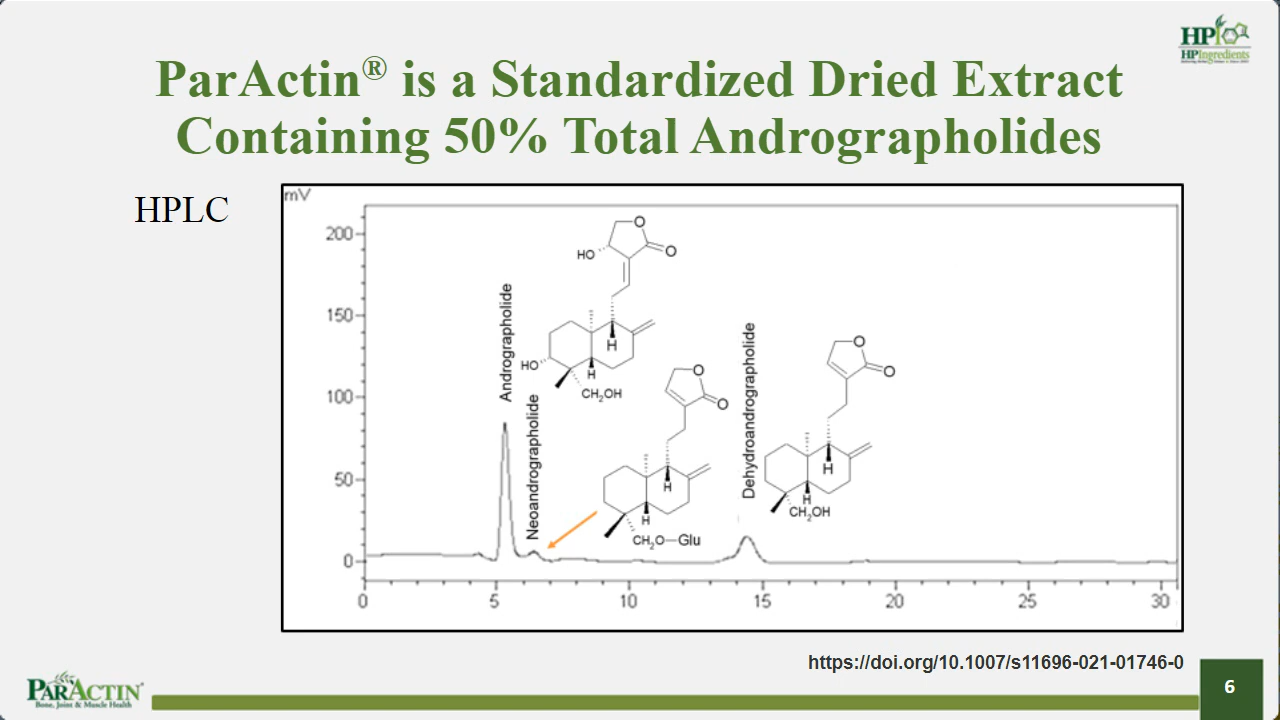 HP
HPIngredients
ParActin® is a Standardized Dried Extract
Containing 50% Total Andrographolides
HPLC
mV
200
150
100
50
0
0 5 10 15 20 25 30
Andrographolide
Neoandrographolide
Dehydroandrographolide
O
HO
O
H
HO
H
CH2OH
O
O
H
H
CH2O—Glu
O
O
H
H
CH2OH
https://doi.org/10.1007/s11696-021-01746-0
PARACTIN®
Bone, Joint & Muscle Health
6